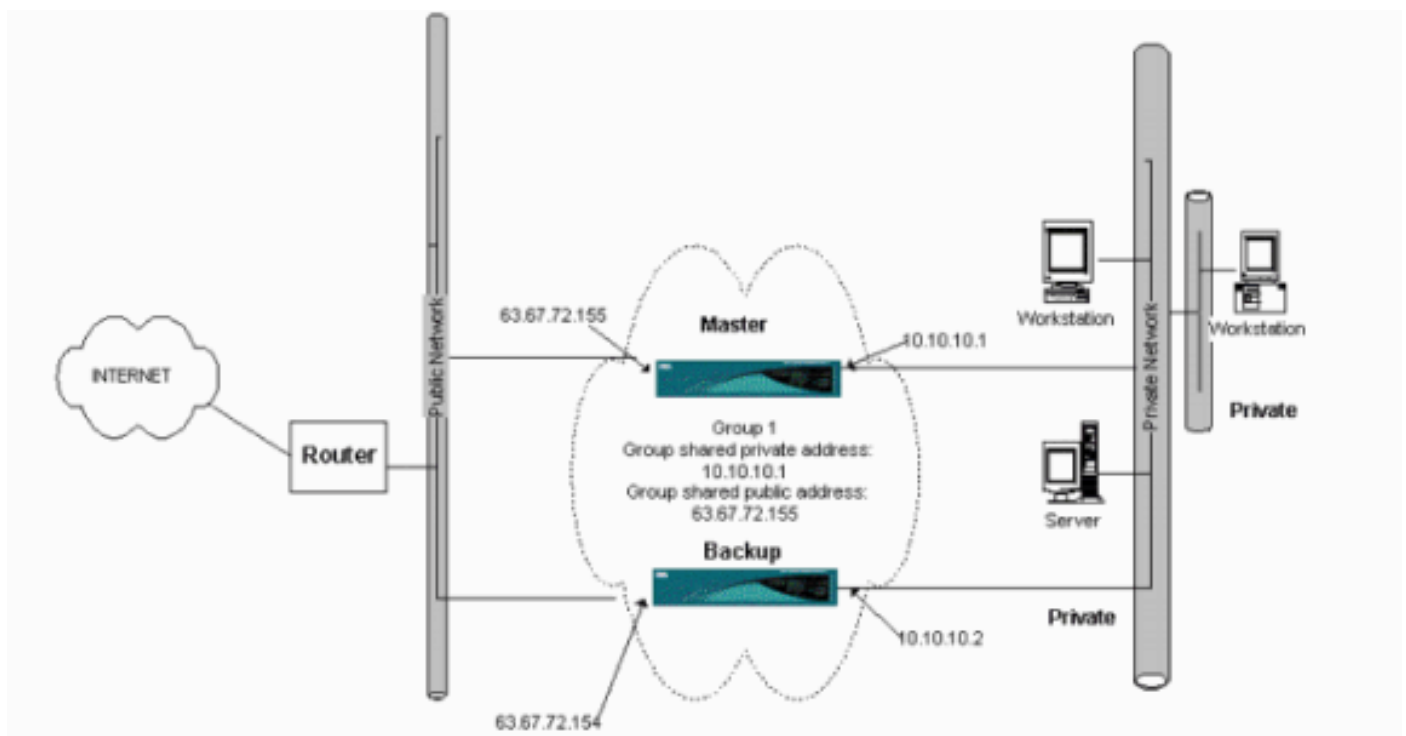 INTERNET
Router
Public Network
63.67.72.155
Master
10.10.10.1
Group 1
Group shared private address:
10.10.10.1
Group shared public address:
63.67.72.155
Backup
63.67.72.154
10.10.10.2
Workstation
Server
Private
Private Network
Workstation
Private